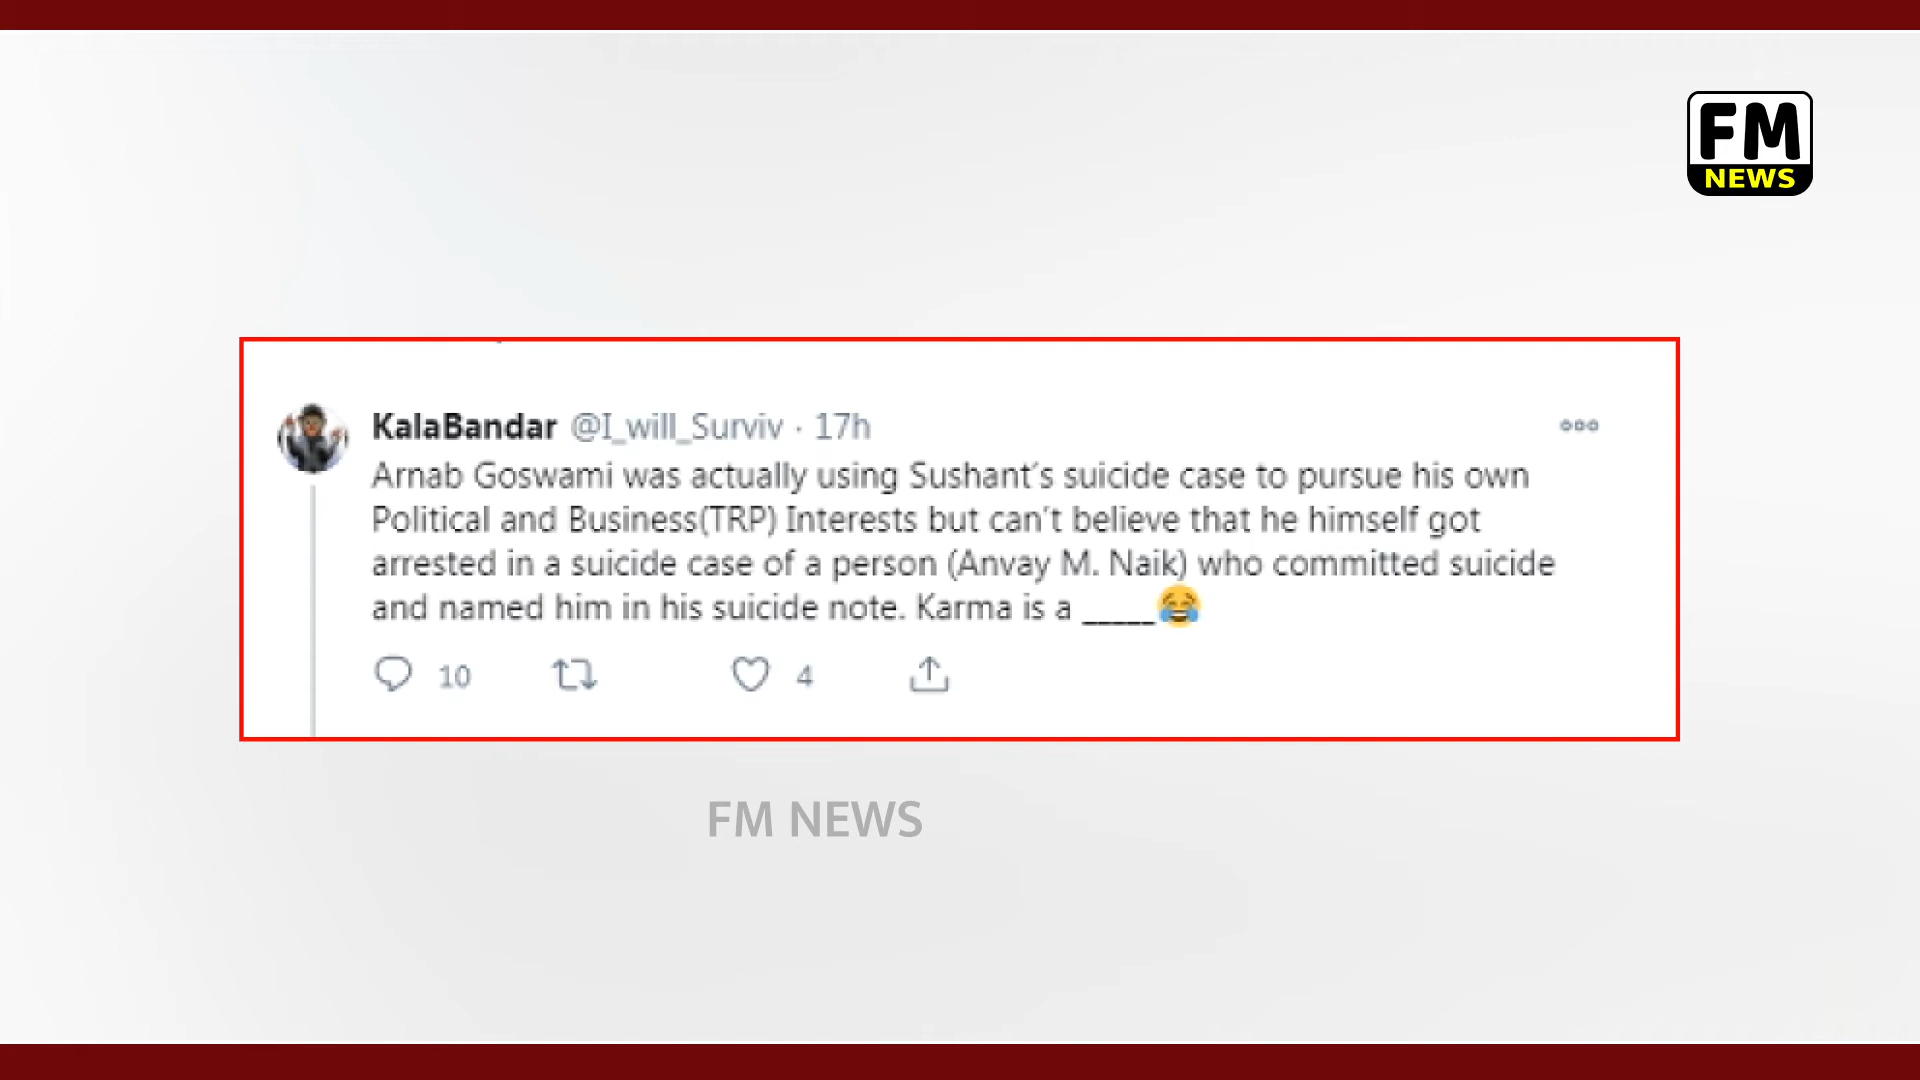 FM
NEWS
KalaBandar @I_will_Surviv · 17h
Arnab Goswami was actually using Sushant's suicide case to pursue his own
Political and Business(TRP) Interests but can't believe that he himself got
arrested in a suicide case of a person (Anvay M. Naik) who committed suicide
and named him in his suicide note. Karma is a _____😂
10 4
FM NEWS